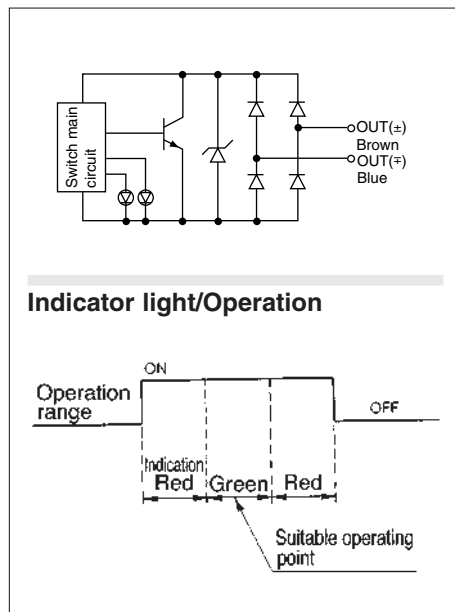 Switch main
circuit
OUT(±)
Brown
OUT(∓)
Blue
Indicator light/Operation
ON
Operation
range
OFF
Indication
Red Green Red
Suitable operating
point